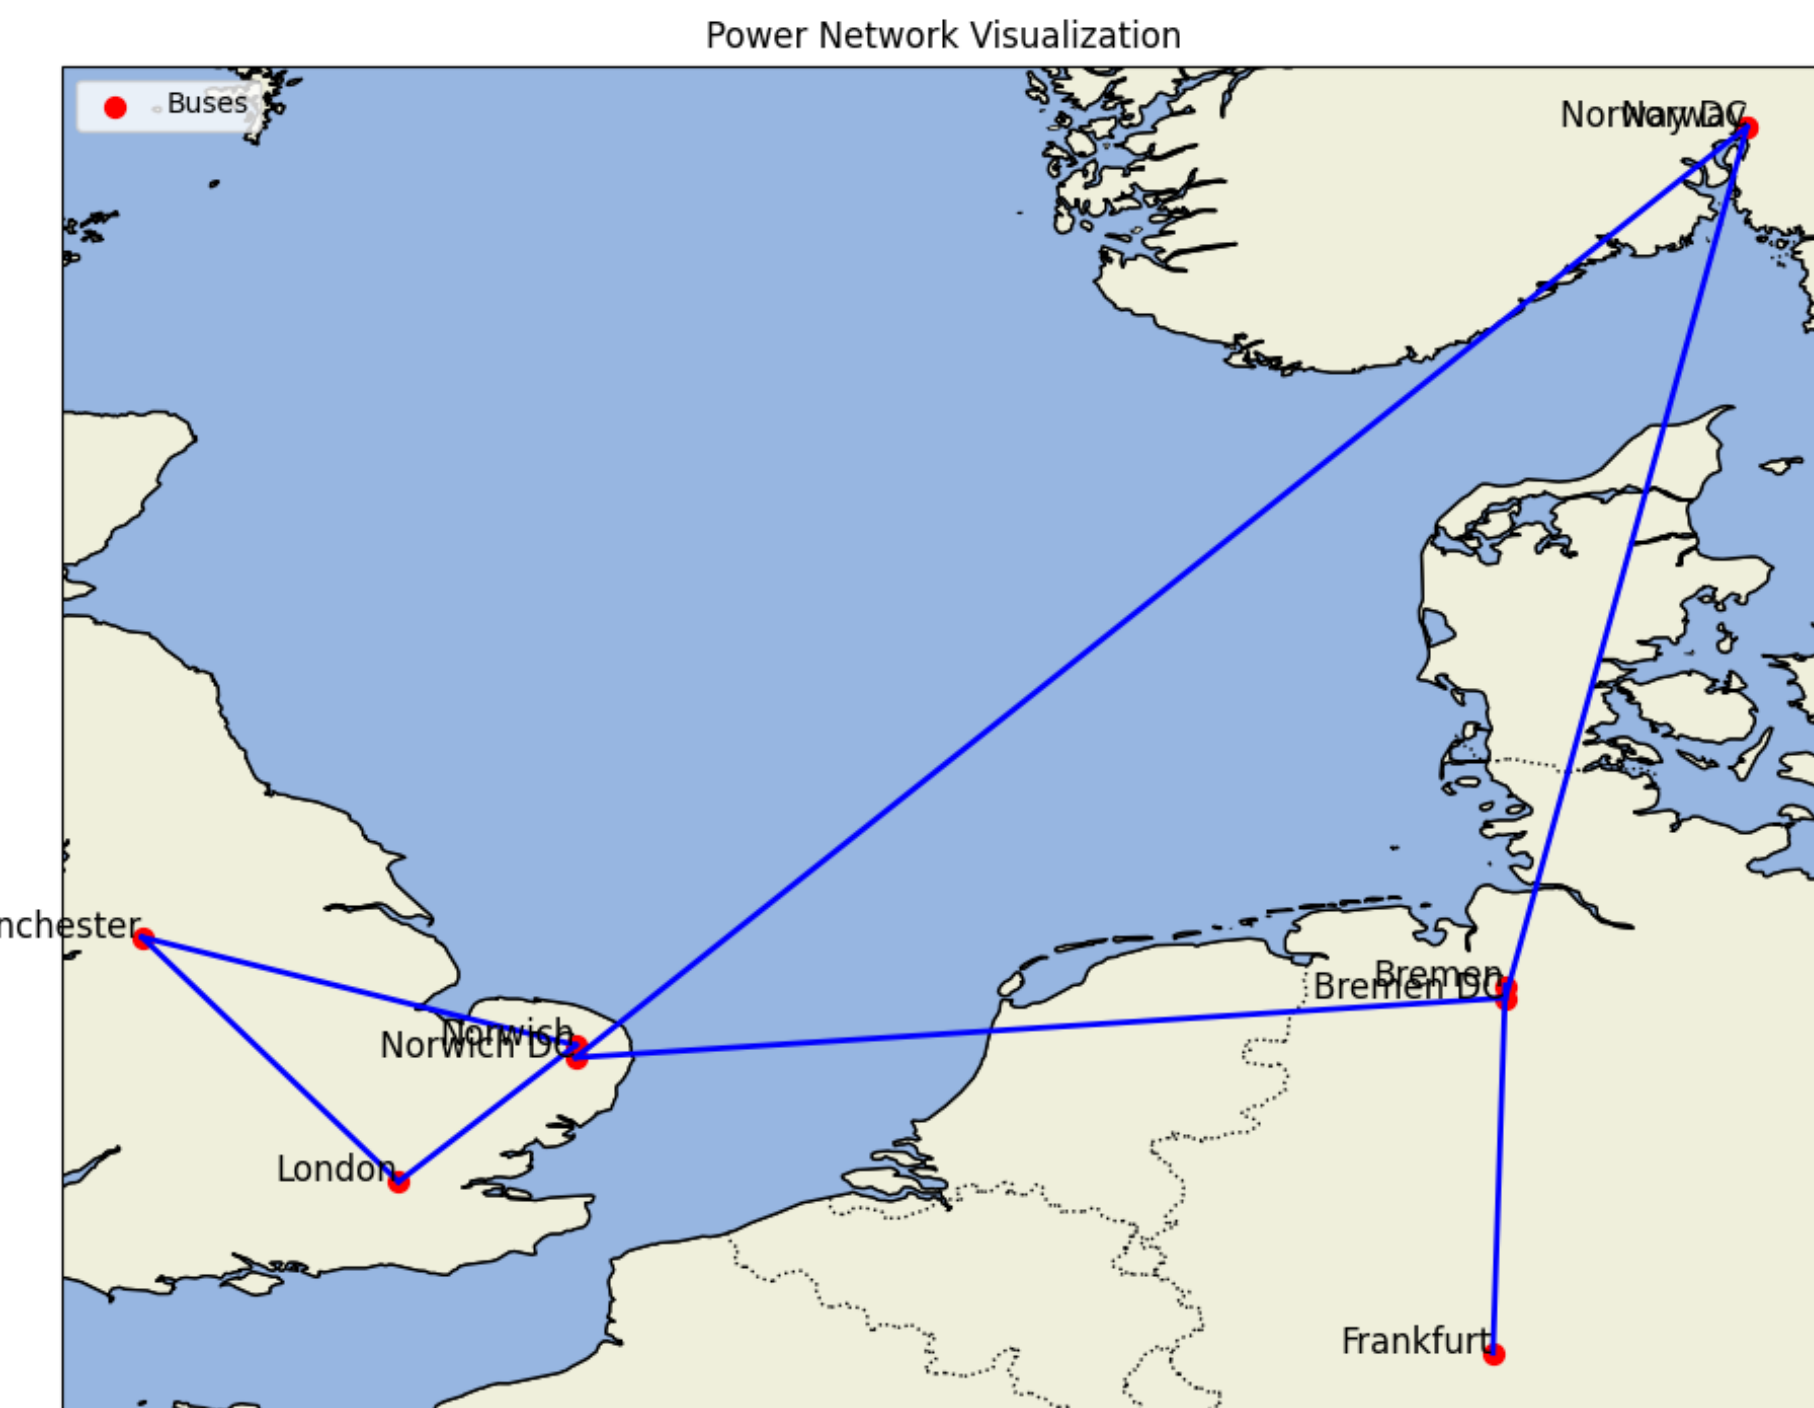 Power Network Visualization
Buses
Norway DC
Norway
nchester
Norwich
Norwich DC
Bremen
Bremen DC
London
Frankfurt